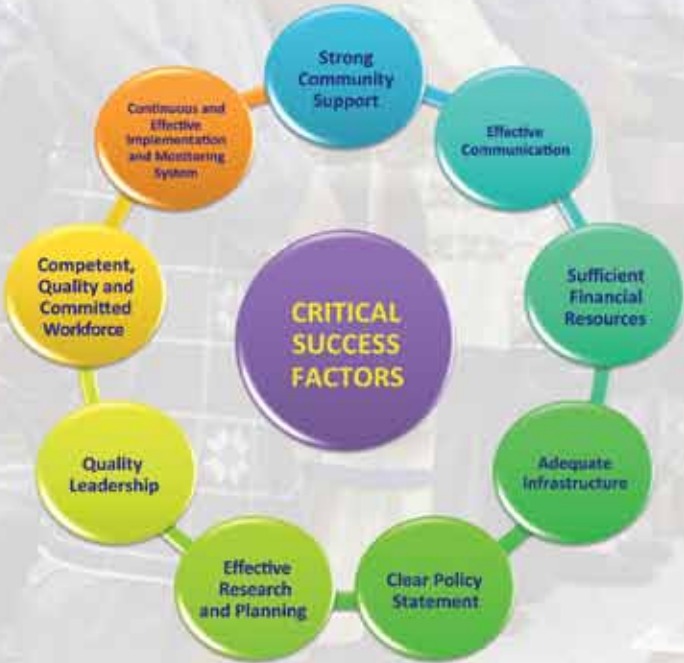 Strong
Community
Support
Effective
Communication
Sufficient
Financial
Resources
Adequate
Infrastructure
Clear Policy
Statement
Effective
Research
and Planning
Quality
Leadership
Competent,
Quality and
Committed
Workforce
Continuous and
Effective
Implementation
and Monitoring
System
CRITICAL
SUCCESS
FACTORS